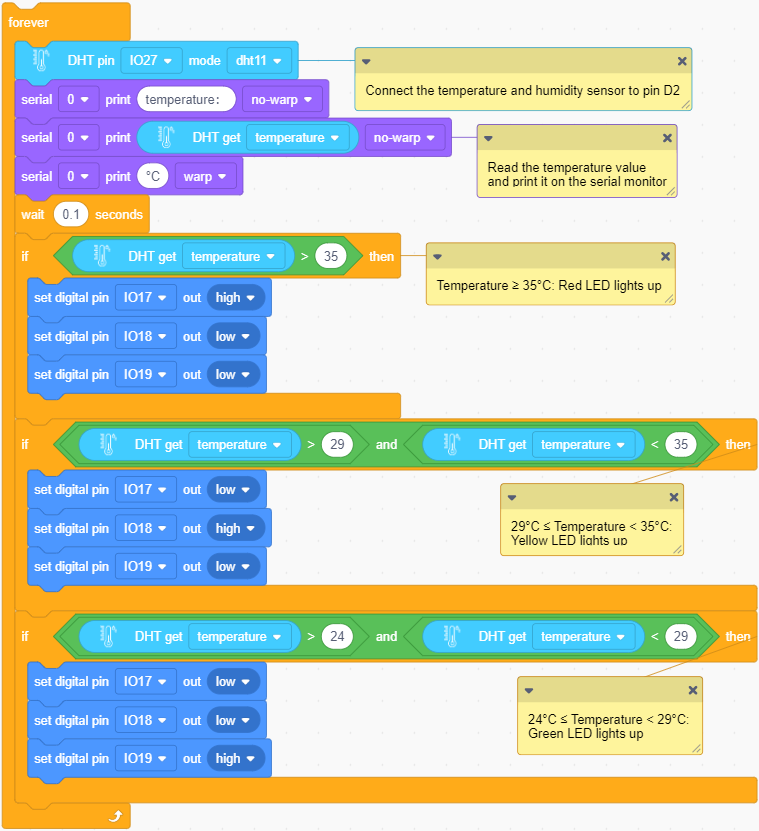 forever
DHT pin IO27 mode dht11
Connect the temperature and humidity sensor to pin D2
serial 0 print temperature: no-warp
serial 0 print DHT get temperature no-warp
Read the temperature value
and print it on the serial monitor
serial 0 print °C warp
wait 0.1 seconds
if DHT get temperature > 35 then
Temperature ≥ 35°C: Red LED lights up
set digital pin IO17 out high
set digital pin IO18 out low
set digital pin IO19 out low
if DHT get temperature > 29 and DHT get temperature < 35 then
set digital pin IO17 out low
29°C ≤ Temperature < 35°C:
Yellow LED lights up
set digital pin IO18 out high
set digital pin IO19 out low
if DHT get temperature > 24 and DHT get temperature < 29 then
set digital pin IO17 out low
24°C ≤ Temperature < 29°C:
Green LED lights up
set digital pin IO18 out low
set digital pin IO19 out high